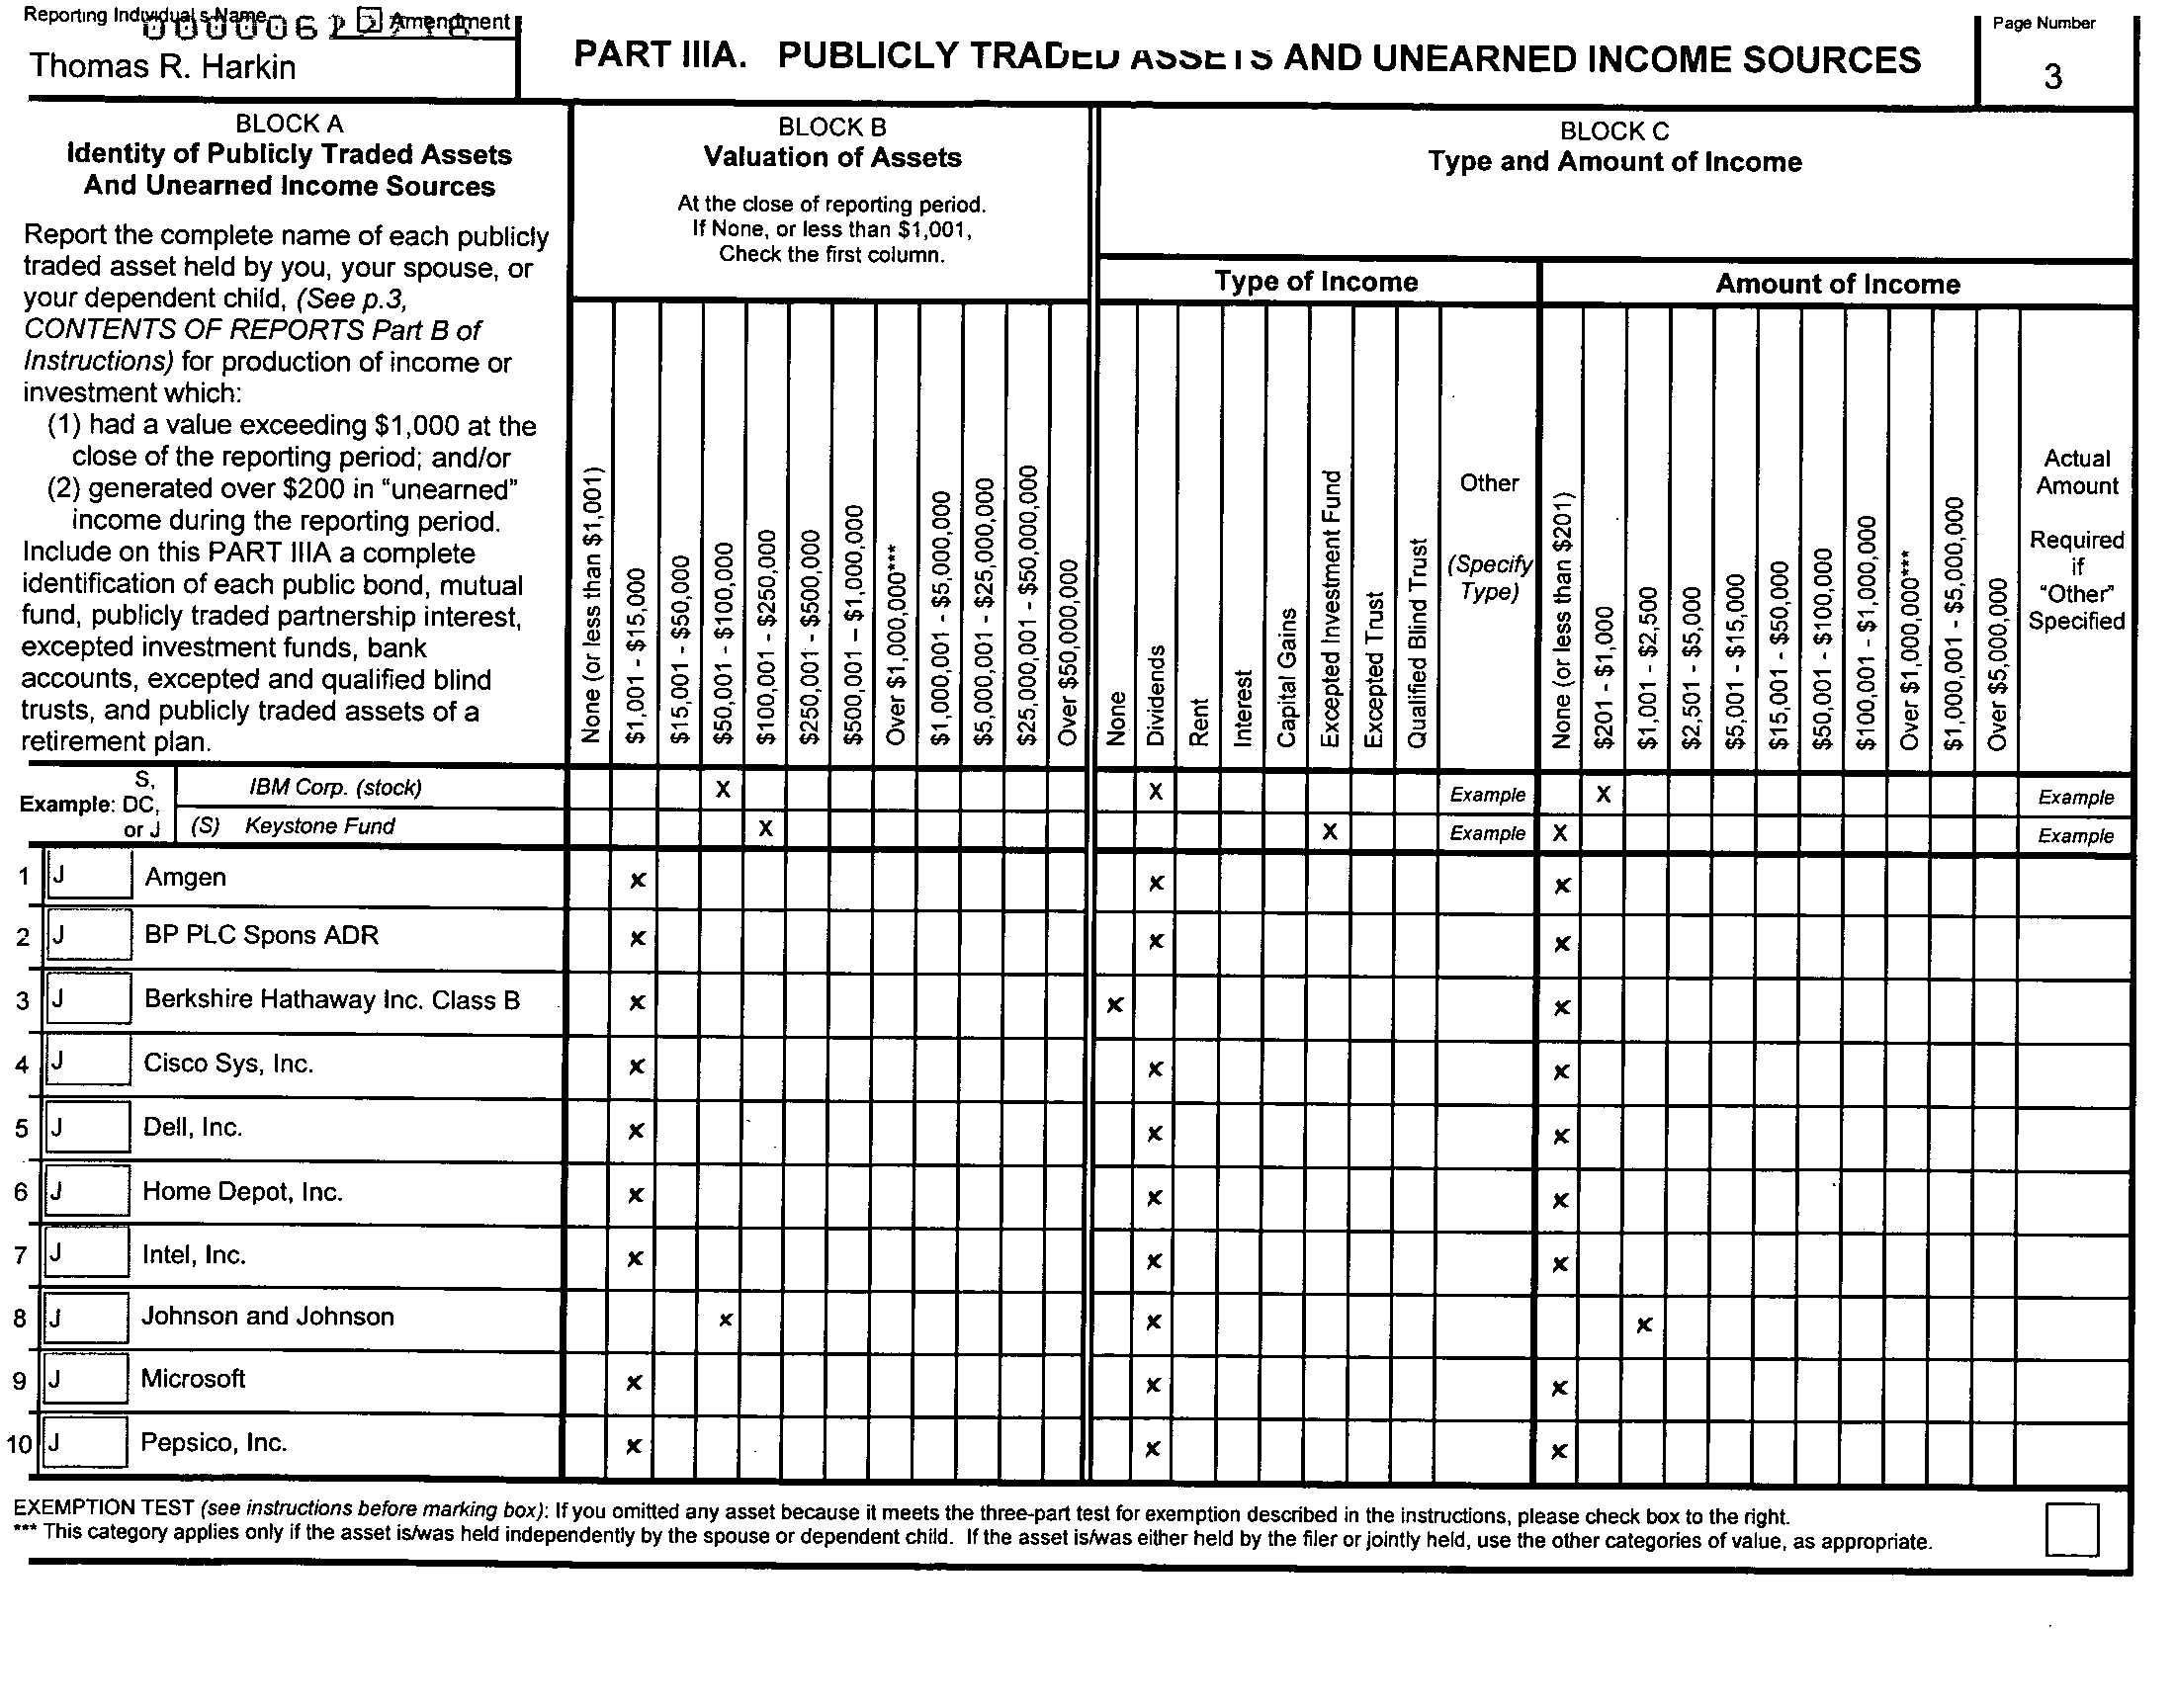 Reporting Individual's Name
Amendment
Thomas R. Harkin
PART IIIA. PUBLICLY TRADED ASSETS AND UNEARNED INCOME SOURCES
Page Number
3
BLOCK A
Identity of Publicly Traded Assets
And Unearned Income Sources
Report the complete name of each publicly
traded asset held by you, your spouse, or
your dependent child, (See p.3,
CONTENTS OF REPORTS Part B of
Instructions) for production of income or
investment which:
(1) had a value exceeding $1,000 at the
close of the reporting period; and/or
(2) generated over $200 in “unearned”
income during the reporting period.
Include on this PART IIIA a complete
identification of each public bond, mutual
fund, publicly traded partnership interest,
excepted investment funds, bank
accounts, excepted and qualified blind
trusts, and publicly traded assets of a
retirement plan.
BLOCK B
Valuation of Assets
At the close of reporting period.
If None, or less than $1,001,
Check the first column.
None (or less than $1,001)
$1,001 - $15,000
$15,001 - $50,000
$50,001 - $100,000
$100,001 - $250,000
$250,001 - $500,000
$500,001 – $1,000,000
Over $1,000,000***
$1,000,001 - $5,000,000
$5,000,001 - $25,000,000
$25,000,001 - $50,000,000
Over $50,000,000
BLOCK C
Type and Amount of Income
Type of Income
None
Dividends
Rent
Interest
Capital Gains
Excepted Investment Fund
Excepted Trust
Qualified Blind Trust
Other
(Specify
Type)
Amount of Income
None (or less than $201)
$201 - $1,000
$1,001 - $2,500
$2,501 - $5,000
$5,001 - $15,000
$15,001 - $50,000
$50,001 - $100,000
$100,001 - $1,000,000
Over $1,000,000***
$1,000,001 - $5,000,000
Over $5,000,000
Actual
Amount
Required
if
“Other”
Specified
Example: S, DC, or J
IBM Corp. (stock) X X Example X Example
(S) Keystone Fund X X Example X Example
1 J Amgen x x x
2 J BP PLC Spons ADR x x x
3 J Berkshire Hathaway Inc. Class B x x x
4 J Cisco Sys, Inc. x x x
5 J Dell, Inc. x x x
6 J Home Depot, Inc. x x x
7 J Intel, Inc. x x x
8 J Johnson and Johnson x x x
9 J Microsoft x x x
10 J Pepsico, Inc. x x x
EXEMPTION TEST (see instructions before marking box): If you omitted any asset because it meets the three-part test for exemption described in the instructions, please check box to the right.
*** This category applies only if the asset is/was held independently by the spouse or dependent child. If the asset is/was either held by the filer or jointly held, use the other categories of value, as appropriate.